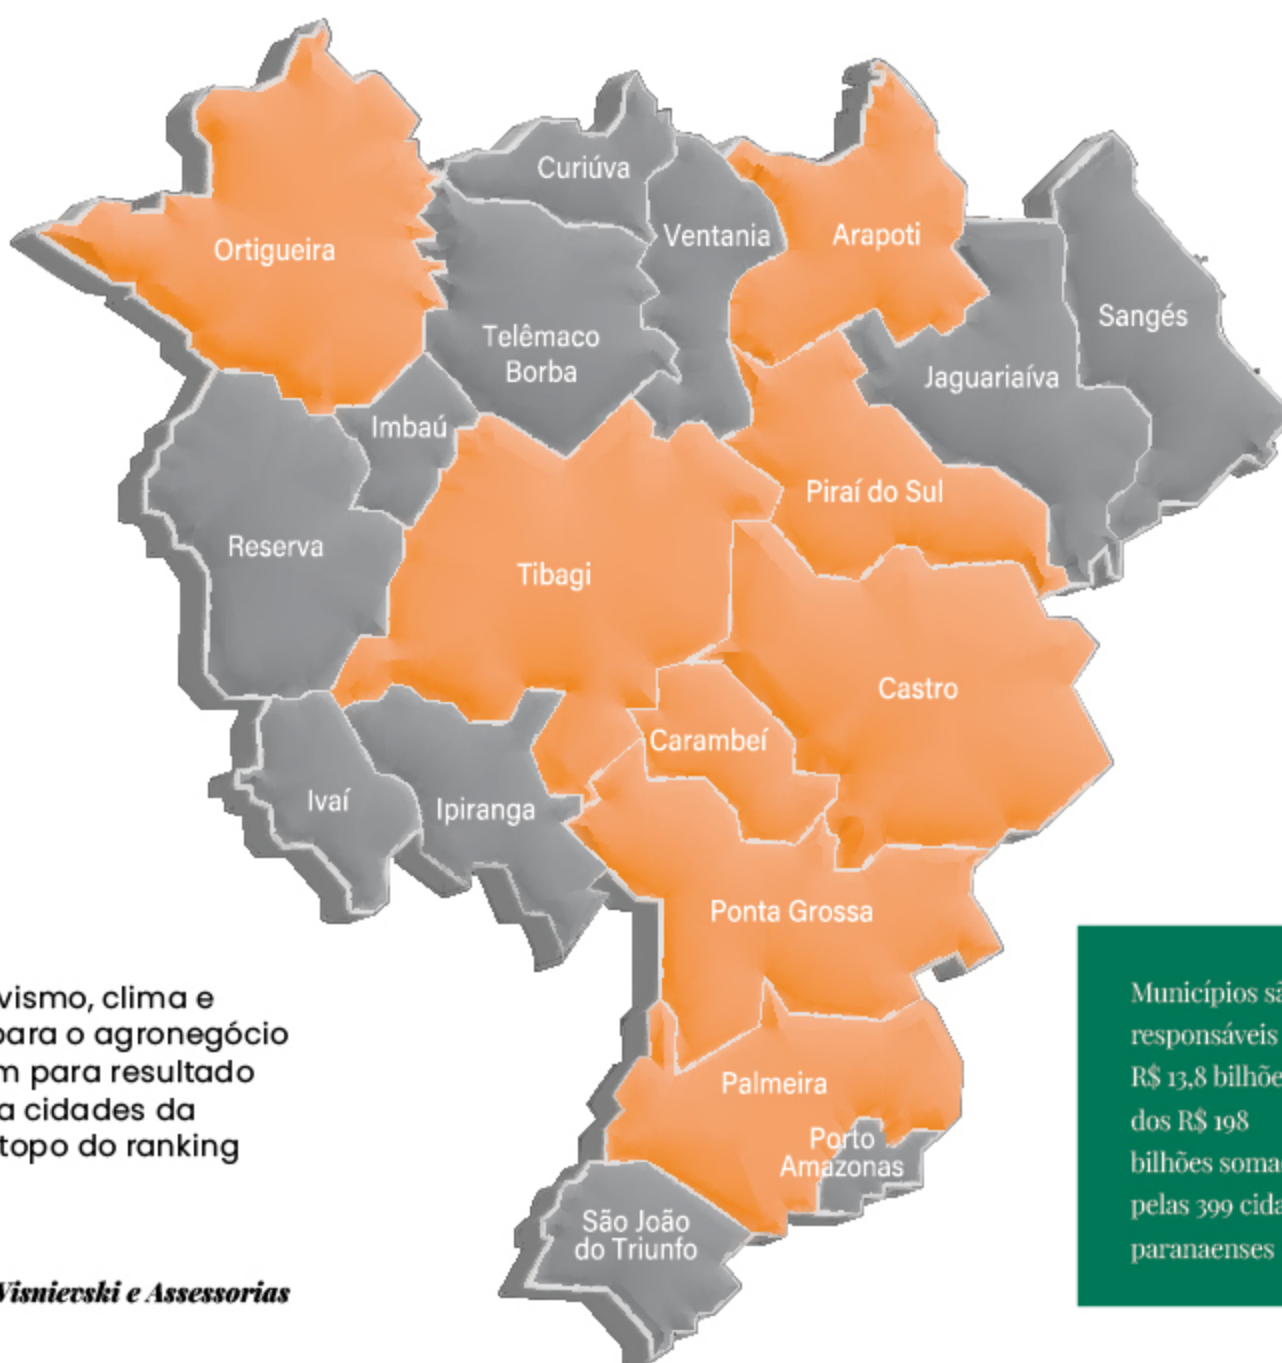 Curiúva
Ventania
Arapoti
Ortigueira
Sangés
Telêmaco
Borba
Jaguariaíva
Imbaú
Piraí do Sul
Reserva
Tibagi
Castro
Carambeí
Ivaí
Ipiranga
Ponta Grossa
Palmeira
Porto
Amazonas
São João
do Triunfo
vismo, clima e
para o agronegócio
m para resultado
a cidades da
topo do ranking
Visnievski e Assessorias
Municípios sã
responsáveis
R$ 13,8 bilhõe
dos R$ 198
bilhões soma
pelas 399 cida
paranaenses